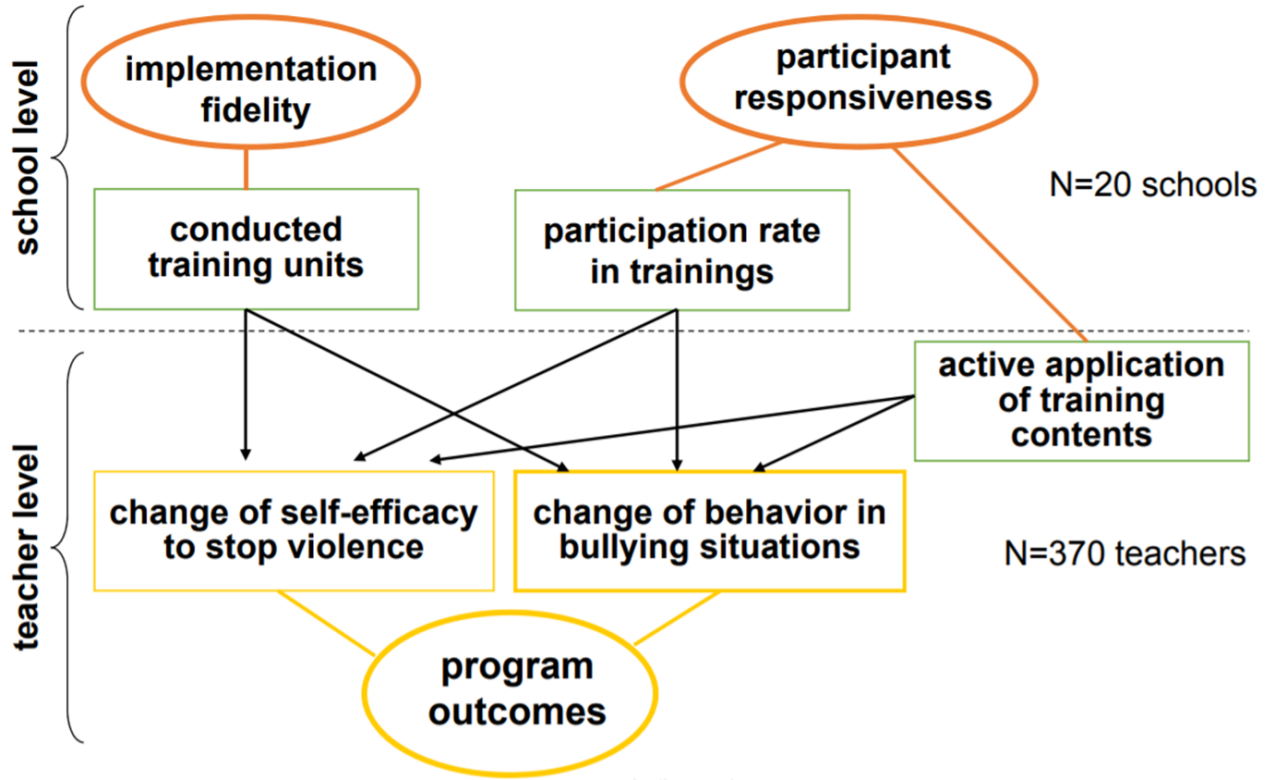 school level
implementation
fidelity
participant
responsiveness
N=20 schools
conducted
training units
participation rate
in trainings
teacher level
active application
of training
contents
change of self-efficacy
to stop violence
change of behavior in
bullying situations
N=370 teachers
program
outcomes